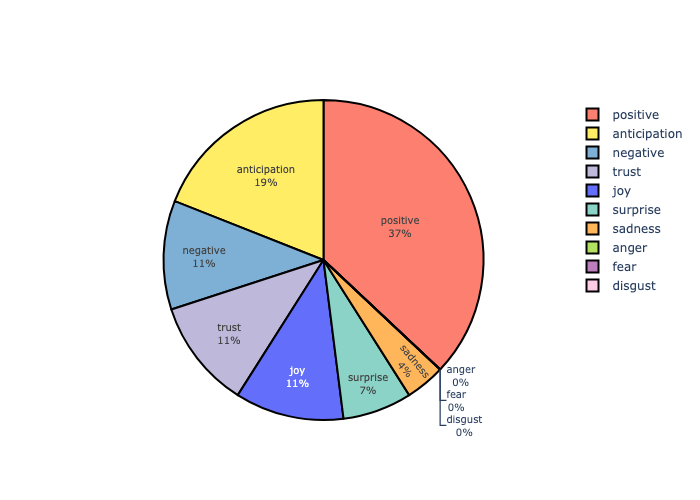 anticipation
19%
positive
37%
negative
11%
trust
11%
joy
11%
surprise
7%
sadness
4%
anger
0%
fear
0%
disgust
0%
positive
anticipation
negative
trust
joy
surprise
sadness
anger
fear
disgust